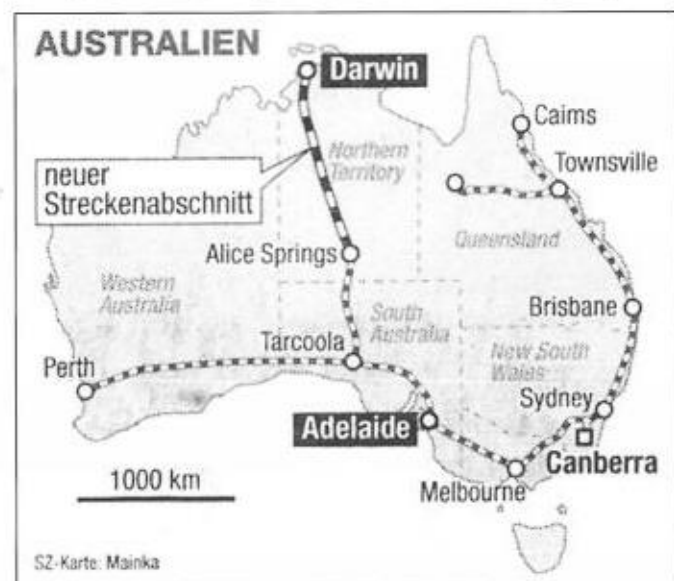 AUSTRALIEN
Darwin
Cairns
neuer
Streckenabschnitt
Northern
Territory
Townsville
Queensland
Alice Springs
Western
Australia
South
Australia
Brisbane
Tarcoola
Perth
New South
Wales
Sydney
Adelaide
1000 km
Canberra
Melbourne
SZ-Karte: Mainka